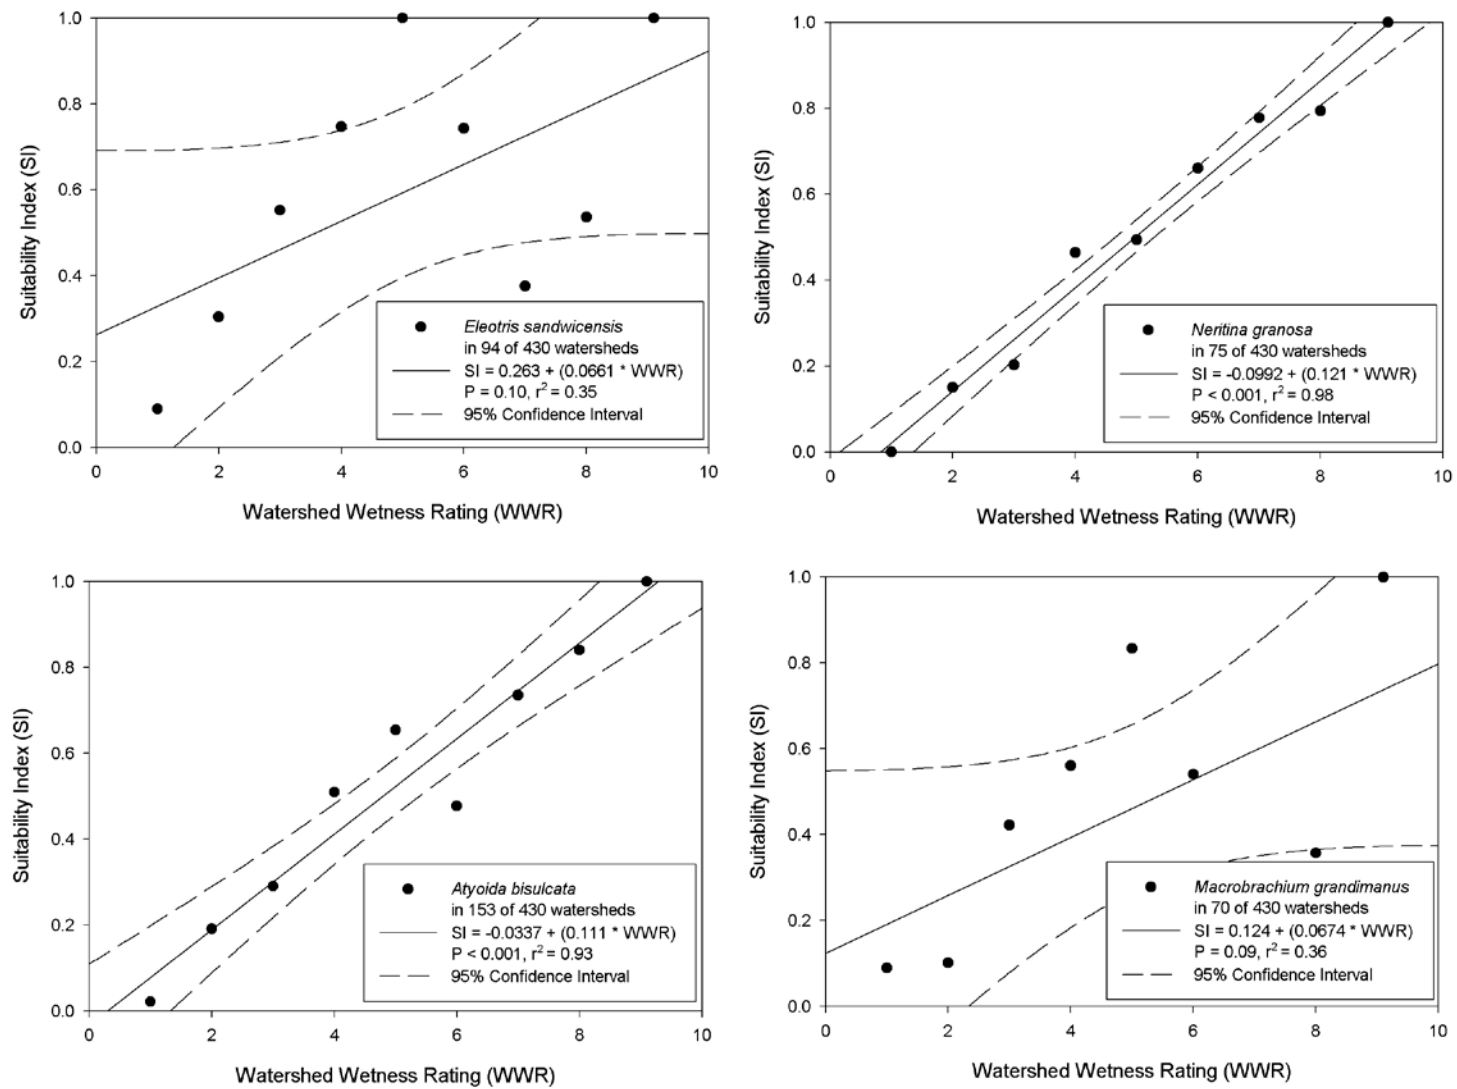 1.0
0.8
0.6
0.4
0.2
0.0
Suitability Index (SI)
Eleotris sandwicensis
in 94 of 430 watersheds
SI = 0.263 + (0.0661 * WWR)
P = 0.10, r² = 0.35
95% Confidence Interval
0 2 4 6 8 10
Watershed Wetness Rating (WWR)
1.0
0.8
0.6
0.4
0.2
0.0
Suitability Index (SI)
Neritina granosa
in 75 of 430 watersheds
SI = -0.0992 + (0.121 * WWR)
P < 0.001, r² = 0.98
95% Confidence Interval
0 2 4 6 8 10
Watershed Wetness Rating (WWR)
1.0
0.8
0.6
0.4
0.2
0.0
Suitability Index (SI)
Atyoida bisulcata
in 153 of 430 watersheds
SI = -0.0337 + (0.111 * WWR)
P < 0.001, r² = 0.93
95% Confidence Interval
0 2 4 6 8 10
Watershed Wetness Rating (WWR)
1.0
0.8
0.6
0.4
0.2
0.0
Suitability Index (SI)
Macrobrachium grandimanus
in 70 of 430 watersheds
SI = 0.124 + (0.0674 * WWR)
P = 0.09, r² = 0.36
95% Confidence Interval
0 2 4 6 8 10
Watershed Wetness Rating (WWR)